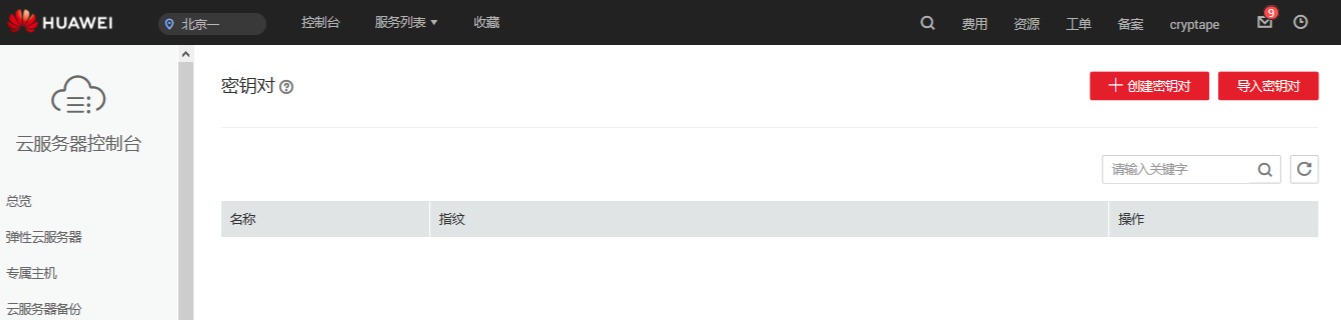 HUAWEI 北京一 控制台 服务列表 收藏 费用 资源 工单 备案 cryptape 9
密钥对 ? 创建密钥对 导入密钥对
云服务器控制台
请输入关键字
总览
名称 指纹 操作
弹性云服务器
专属主机
云服务器备份